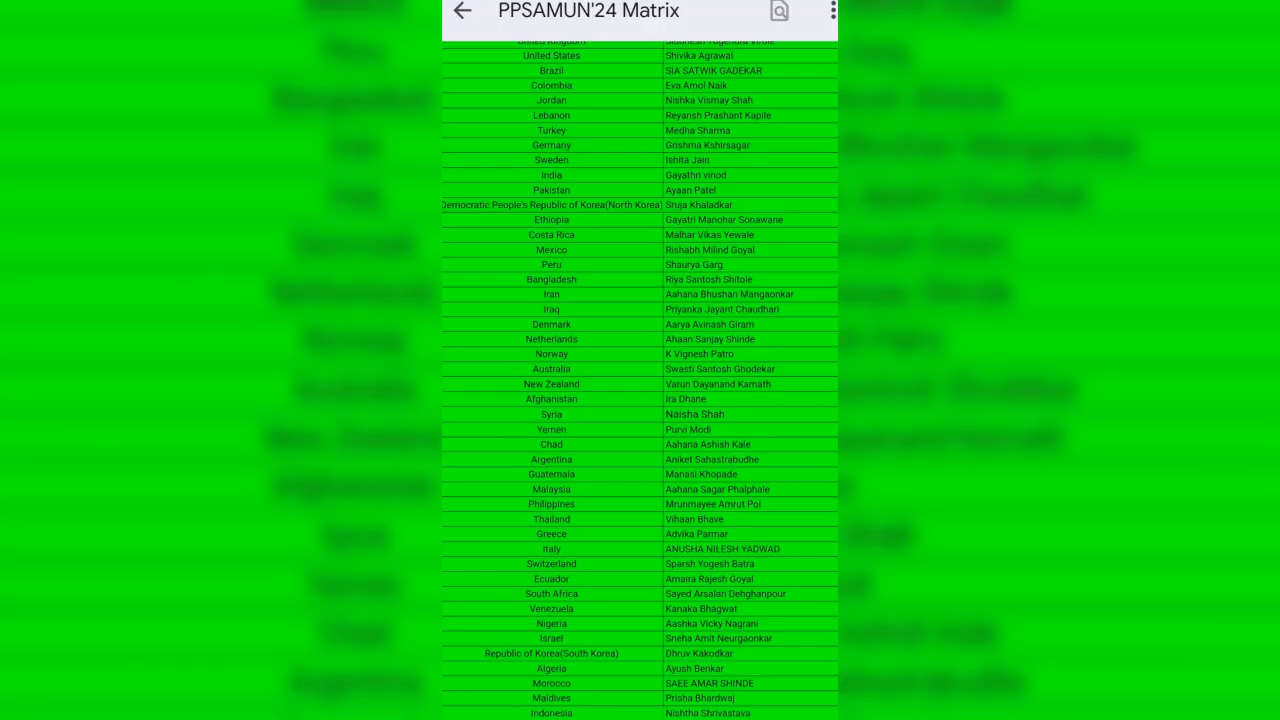 PPSAMUN'24 Matrix
United Kingdom Siddhesh Yogendra Virole
United States Shivika Agrawal
Brazil SIA SATWIK GADEKAR
Colombia Eva Amol Naik
Jordan Nishka Vismay Shah
Lebanon Reyansh Prashant Kapile
Turkey Medha Sharma
Germany Grishma Kshirsagar
Sweden Ishita Jain
India Gayathri vinod
Pakistan Ayaan Patel
Democratic People's Republic of Korea(North Korea) Sruja Khaladkar
Ethiopia Gayatri Manohar Sonawane
Costa Rica Malhar Vikas Yewale
Mexico Rishabh Milind Goyal
Peru Shaurya Garg
Bangladesh Riya Santosh Shitole
Iran Aahana Bhushan Mangaonkar
Iraq Priyanka Jayant Chaudhari
Denmark Aarya Avinash Giram
Netherlands Ahaan Sanjay Shinde
Norway K Vignesh Patro
Australia Swasti Santosh Ghodekar
New Zealand Varun Dayanand Kamath
Afghanistan Ira Dhane
Syria Naisha Shah
Yemen Purvi Modi
Chad Aahana Ashish Kale
Argentina Aniket Sahastrabudhe
Guatemala Manasi Khopade
Malaysia Aahana Sagar Phalphale
Philippines Mrunmayee Amrut Pol
Thailand Vihaan Bhave
Greece Advika Parmar
Italy ANUSHA NILESH YADWAD
Switzerland Sparsh Yogesh Batra
Ecuador Amaira Rajesh Goyal
South Africa Sayed Arsalan Dehghanpour
Venezuela Kanaka Bhagwat
Nigeria Aashka Vicky Nagrani
Israel Sneha Amit Neurgaonkar
Republic of Korea(South Korea) Dhruv Kakodkar
Algeria Ayush Benkar
Morocco SAEE AMAR SHINDE
Maldives Prisha Bhardwaj
Indonesia Nishtha Shrivastava